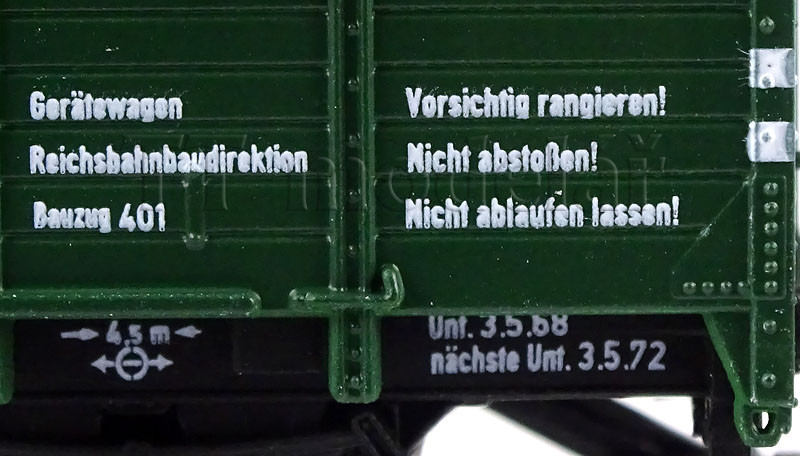 Gerätewagen
Reichsbahnbaudirektion
Bauzug 401
Vorsichtig rangieren!
Nicht abstoßen!
Nicht ablaufen lassen!
4,5 m
Unt. 3.5.68
nächste Unt. 3.5.72